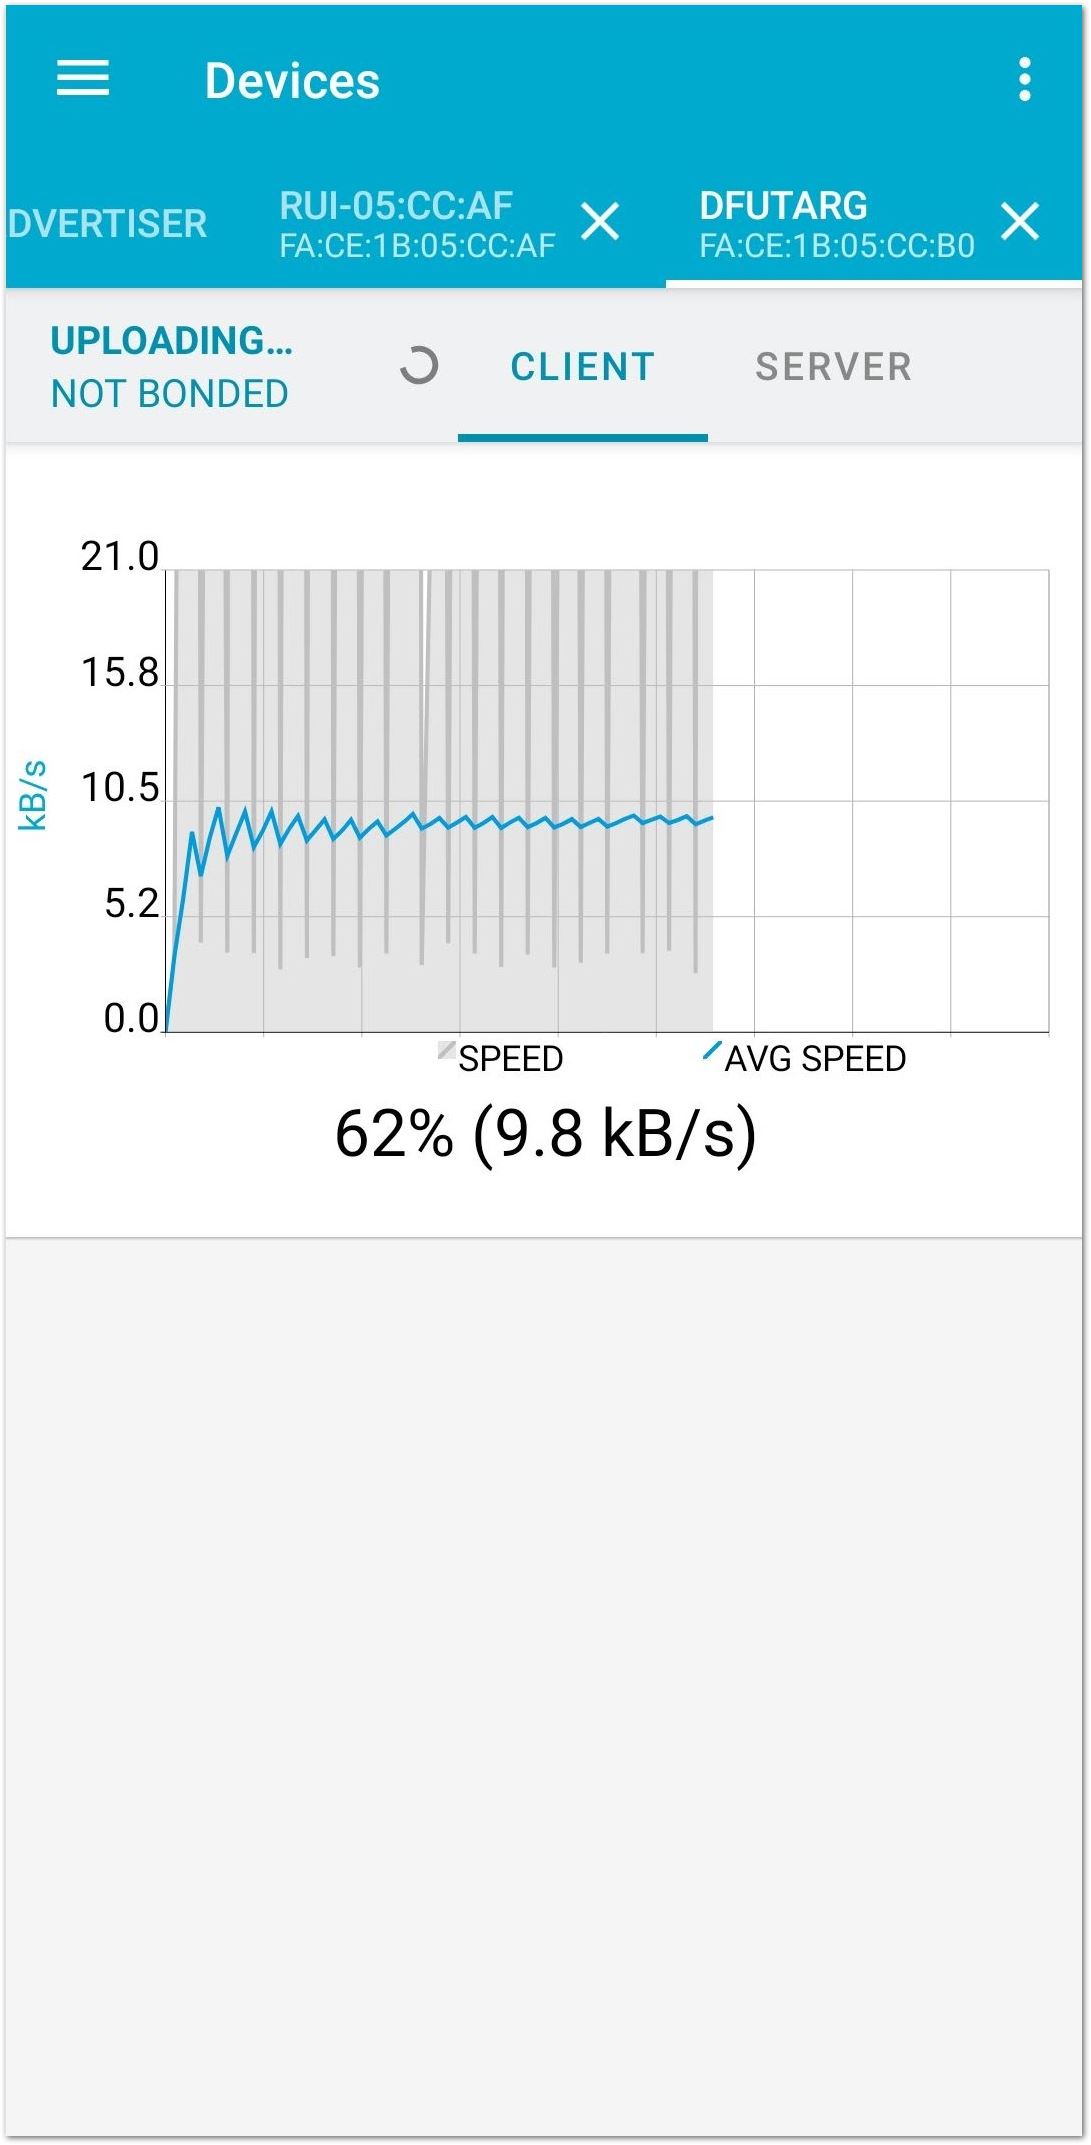 Devices
DVERTISER
RUI-05:CC:AF
FA:CE:1B:05:CC:AF
DFUTARG
FA:CE:1B:05:CC:B0
UPLOADING...
NOT BONDED
CLIENT
SERVER
21.0
15.8
10.5
5.2
0.0
kB/s
SPEED
AVG SPEED
62% (9.8 kB/s)